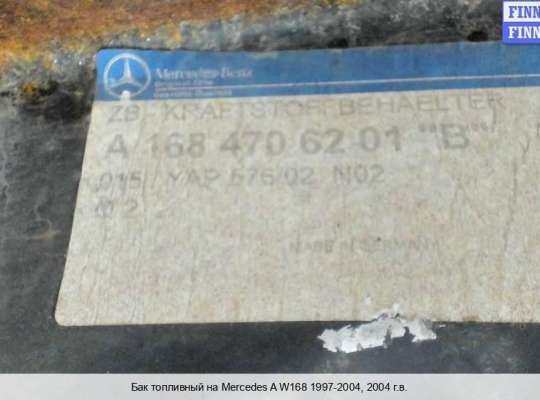 FINN
FINN
Mercedes-Benz
ZB-KRAFTSTOFFBEHAELTER
A 168 470 62 01 "B"
015/ YAP 576/02 N02
M 2
MADE IN GERMANY
Бак топливный на Mercedes A W168 1997-2004, 2004 г.в.